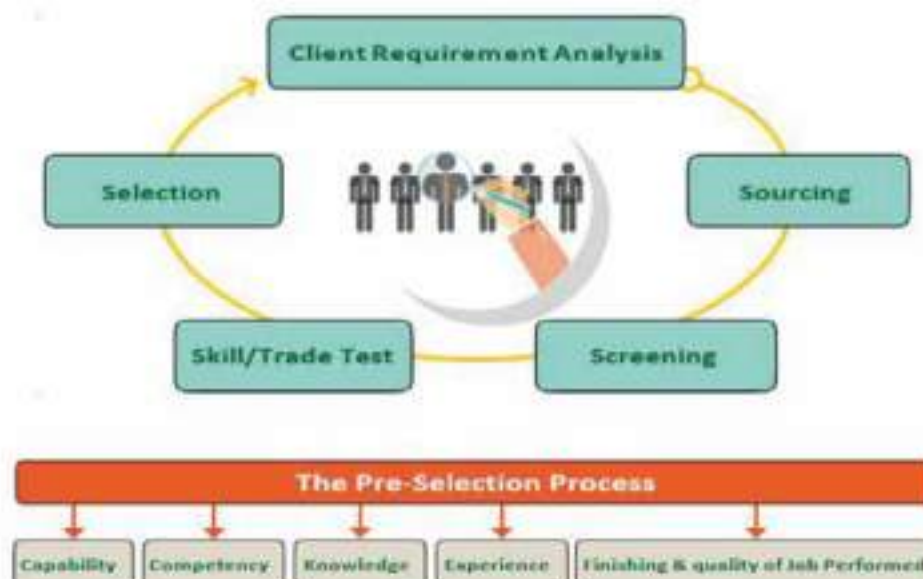 Client Requirement Analysis
Selection
Sourcing
Skill/Trade Test
Screening
The Pre-Selection Process
Capability
Competency
Knowledge
Experience
Finishing & quality of Job Performed